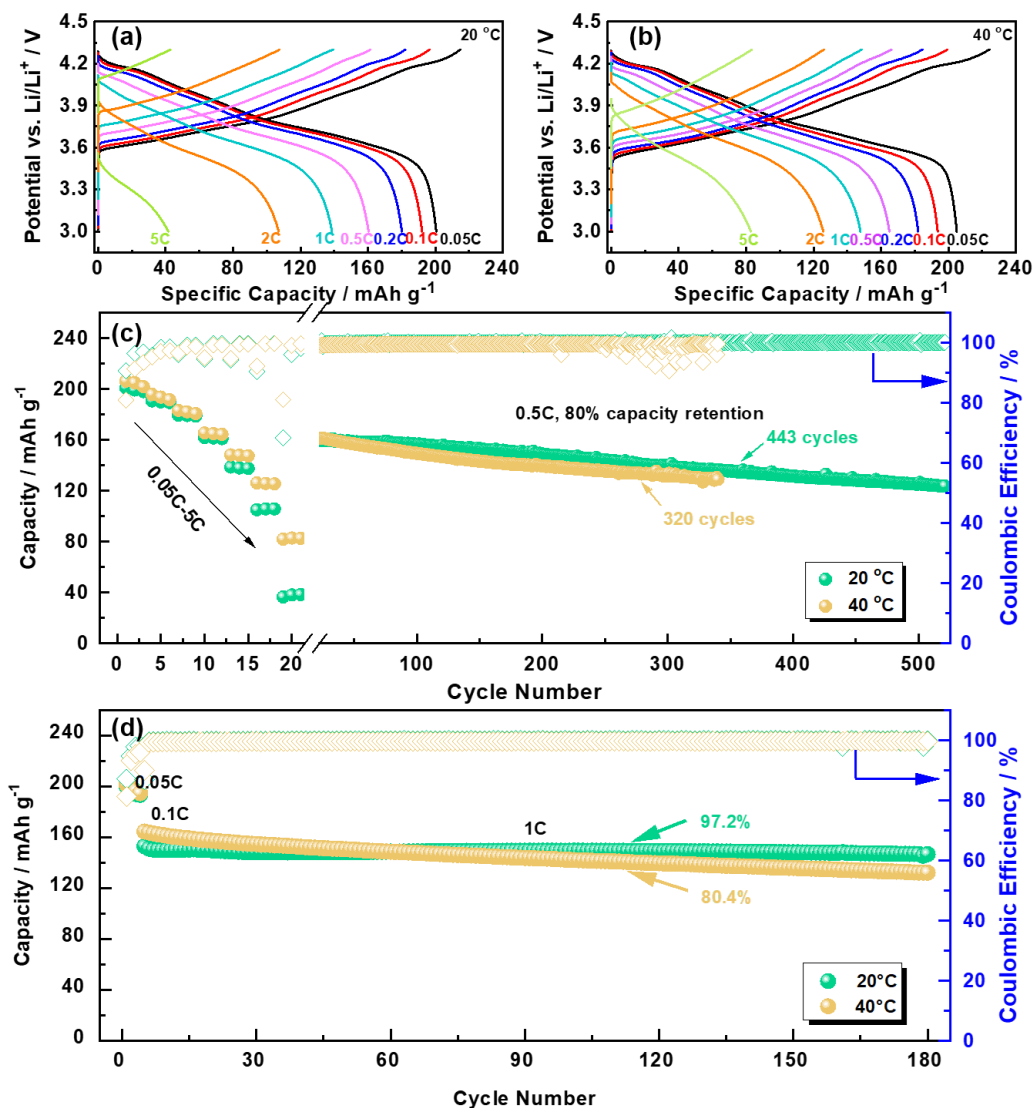 (a)
20 °C
4.5
4.2
3.9
3.6
3.3
3.0
Potential vs. Li/Li⁺ / V
5C
2C
1C
0.5C
0.2C
0.1C
0.05C
0
40
80
120
160
200
240
Specific Capacity / mAh g⁻¹
(b)
40 °C
4.5
4.2
3.9
3.6
3.3
3.0
Potential vs. Li/Li⁺ / V
5C
2C
1C
0.5C
0.2C
0.1C
0.05C
0
40
80
120
160
200
240
Specific Capacity / mAh g⁻¹
(c)
240
200
160
120
80
40
0
Capacity / mAh g⁻¹
0.05C-5C
0.5C, 80% capacity retention
443 cycles
320 cycles
20 °C
40 °C
100
80
60
40
20
0
Coulombic Efficiency / %
0
5
10
15
20
100
200
300
400
500
Cycle Number
(d)
240
200
160
120
80
40
0
Capacity / mAh g⁻¹
0.05C
0.1C
1C
97.2%
80.4%
20°C
40°C
100
80
60
40
20
0
Coulombic Efficiency / %
0
30
60
90
120
150
180
Cycle Number